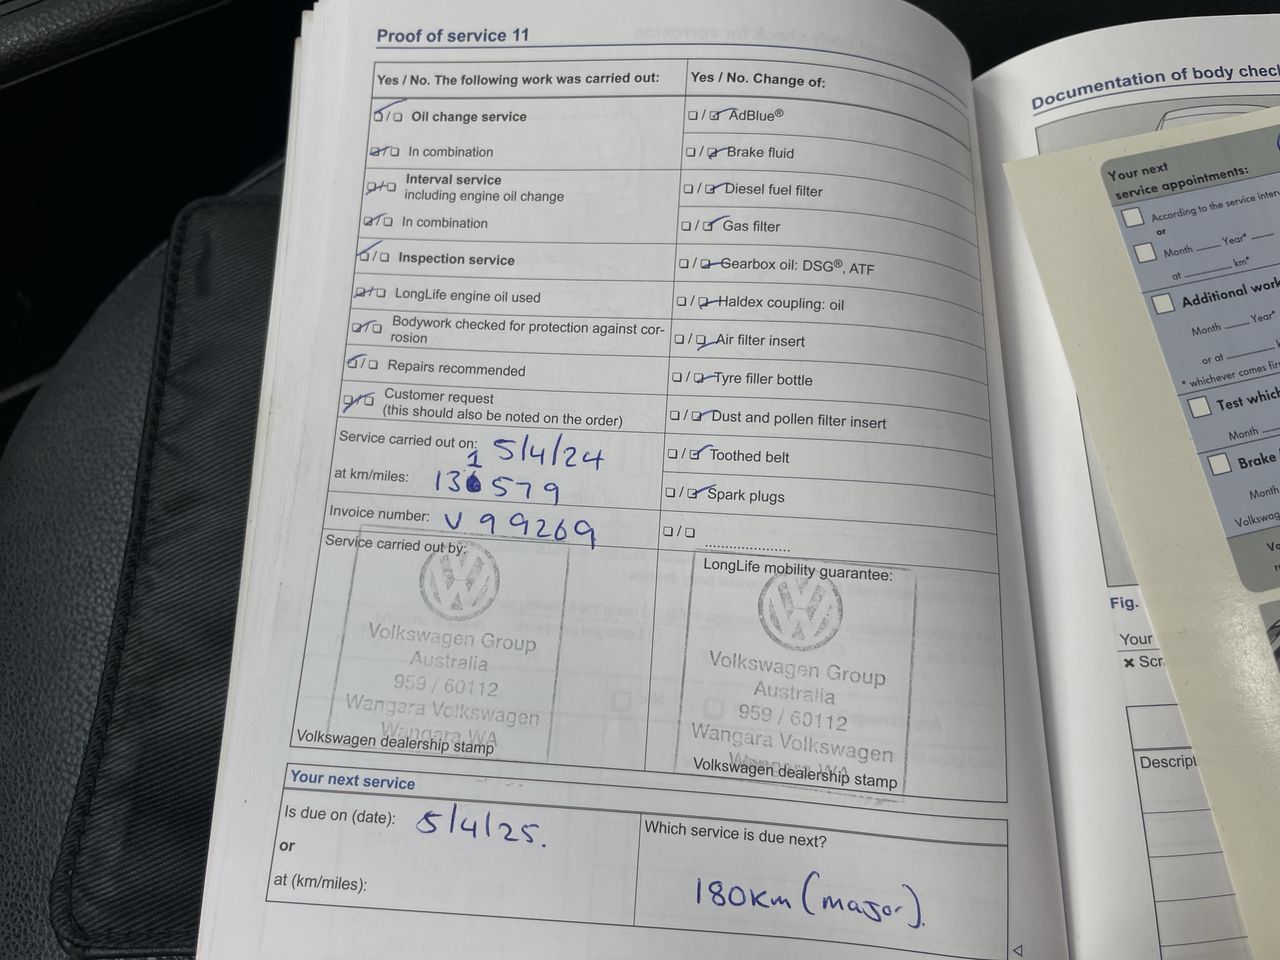 Proof of service 11
Yes / No. The following work was carried out:
☑/☐ Oil change service
☐/☐ In combination
☐/☐ Interval service
including engine oil change
☐/☐ In combination
☑/☐ Inspection service
☐/☐ LongLife engine oil used
☐/☐ Bodywork checked for protection against cor-
rosion
☑/☐ Repairs recommended
☐/☐ Customer request
(this should also be noted on the order)
Service carried out on: 5/4/24
at km/miles: 131579
Invoice number: V99269
Service carried out by:
Volkswagen Group
Australia
959 / 60112
Wangara Volkswagen
Wangara WA
Volkswagen dealership stamp
Yes / No. Change of:
☐/☑ AdBlue®
☐/☑ Brake fluid
☐/☑ Diesel fuel filter
☐/☑ Gas filter
☐/☑ Gearbox oil: DSG®, ATF
☐/☑ Haldex coupling: oil
☐/☑ Air filter insert
☐/☑ Tyre filler bottle
☐/☑ Dust and pollen filter insert
☐/☑ Toothed belt
☐/☑ Spark plugs
☐/☐ ....................
LongLife mobility guarantee:
Volkswagen Group
Australia
959 / 60112
Wangara Volkswagen
Wangara WA
Volkswagen dealership stamp
Your next service
Is due on (date): 5/4/25.
or
at (km/miles):
Which service is due next?
180km (major).
Documentation of body
Your next
service appointments:
According to the service
or
Month ........ Year*
at ........ km*
Additional
Month ........ Year*
or at ........
* whichever comes
Test
Month ........
Brake
Month
Fig.
Your